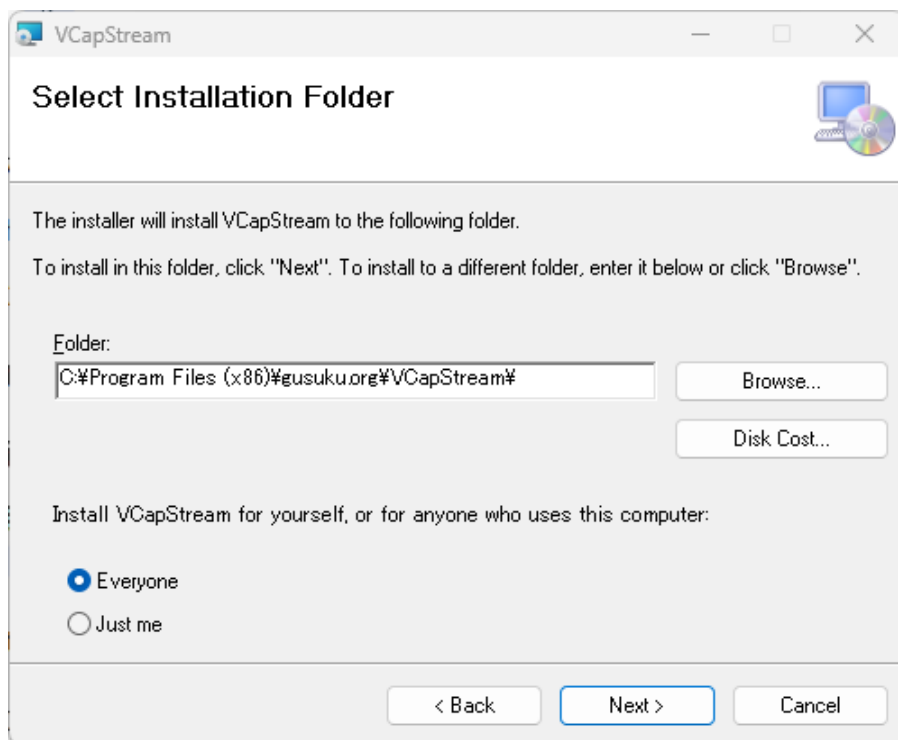 VCapStream
Select Installation Folder
The installer will install VCapStream to the following folder.
To install in this folder, click "Next". To install to a different folder, enter it below or click "Browse".
Folder:
C:¥Program Files (x86)¥gusuku.org¥VCapStream¥
Browse...
Disk Cost...
Install VCapStream for yourself, or for anyone who uses this computer:
Everyone
Just me
< Back
Next >
Cancel